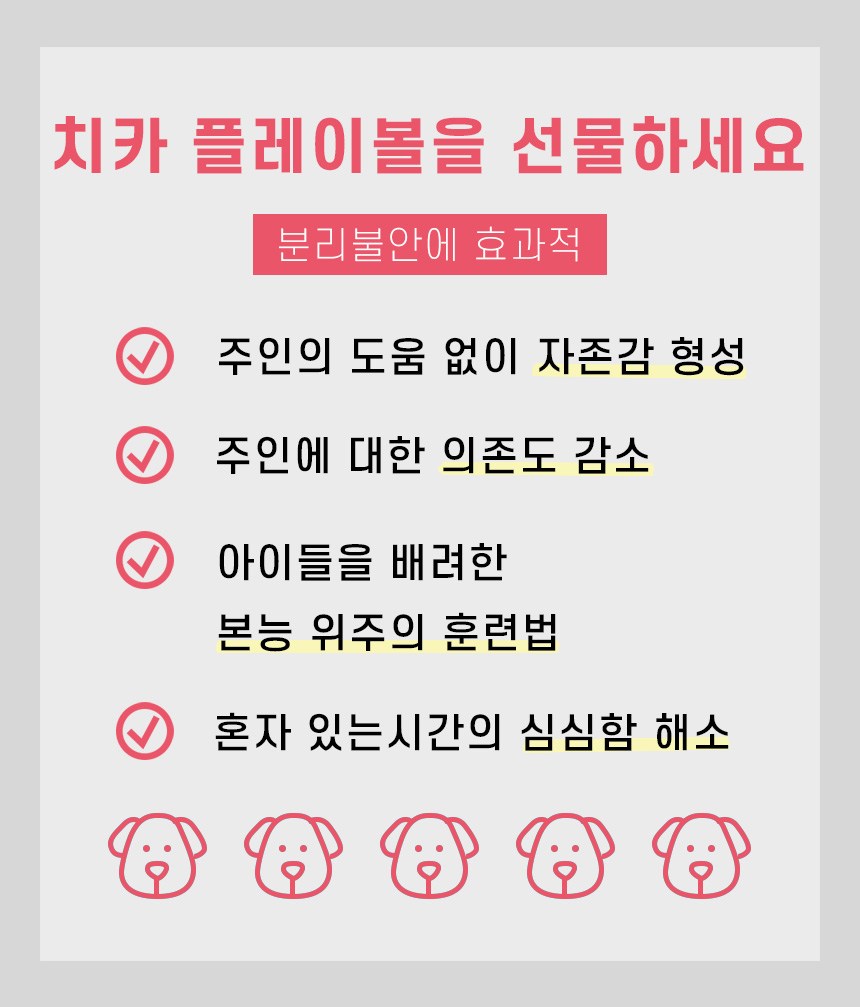 치카 플레이볼을 선물하세요
분리불안에 효과적
주인의 도움 없이 자존감 형성
주인에 대한 의존도 감소
아이들을 배려한
본능 위주의 훈련법
혼자 있는시간의 심심함 해소